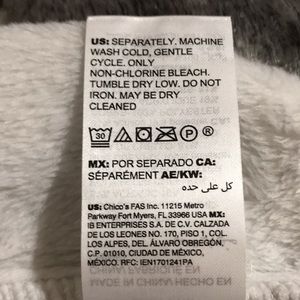 US: SEPARATELY. MACHINE
WASH COLD, GENTLE
CYCLE. ONLY
NON-CHLORINE BLEACH.
TUMBLE DRY LOW. DO NOT
IRON. MAY BE DRY
CLEANED
30
P
MX: POR SEPARADO CA:
SÉPARÉMENT AE/KW:
كل على حده
US: Chico's FAS Inc. 11215 Metro
Parkway Fort Myers, FL 33966 USA MX:
IB ENTERPRISES S.A. DE C.V. CALZADA
DE LOS LEONES NO. 170, PISO 1, COL.
LOS ALPES, DEL. ÁLVARO OBREGÓN,
C.P. 01010, CIUDAD DE MÉXICO,
MÉXICO. RFC: IEN1701241PA